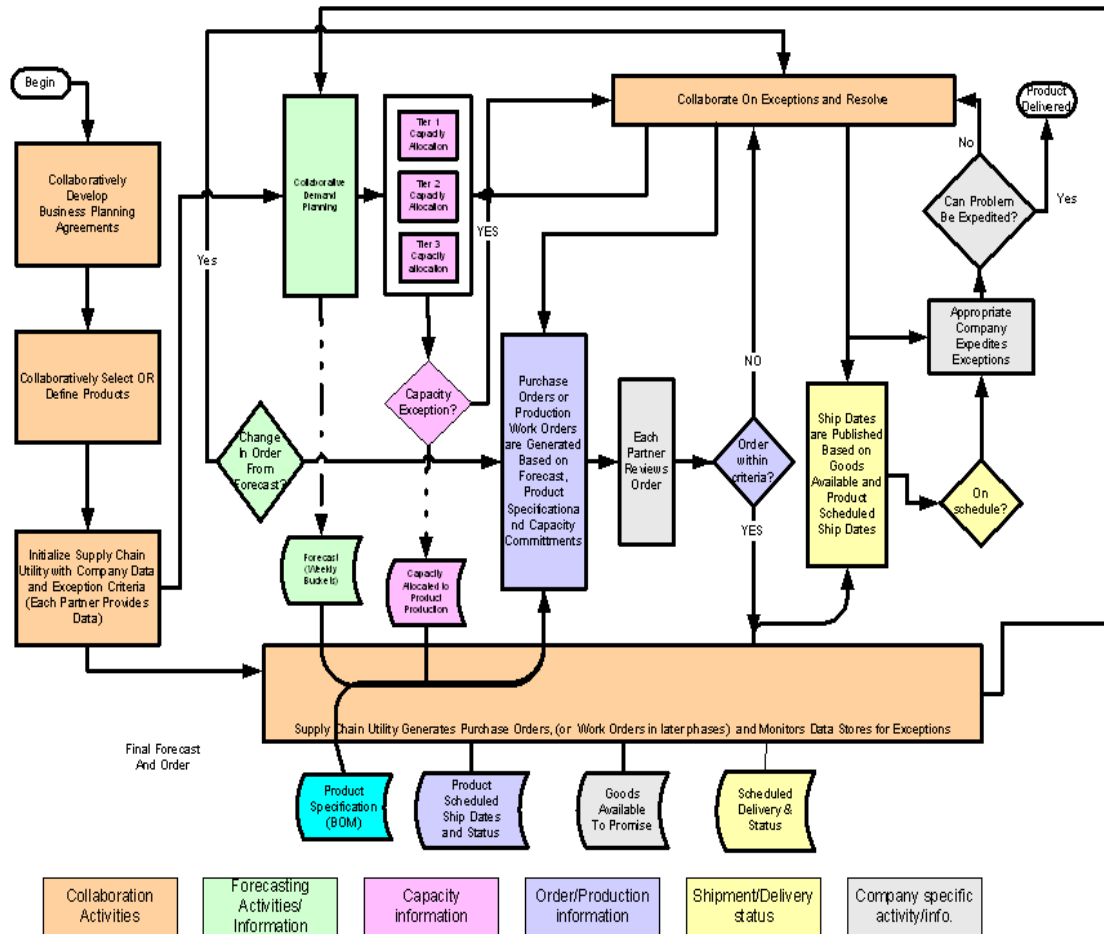 Begin
Collaboratively
Develop
Business Planning
Agreements
Collaboratively Select OR
Define Products
Initialize Supply Chain
Utility with Company Data
and Exception Criteria
(Each Partner Provides
Data)
Yes
Collaborative
Demand
Planning
Tier 1
Capacity
Allocation
Tier 2
Capacity
Allocation
Tier 3
Capacity
allocation
YES
Collaborate On Exceptions and Resolve
Product
Delivered
No
Can Problem
Be Expedited?
Yes
Appropriate
Company
Expedites
Exceptions
Change
In Order
From
Forecast?
Capacity
Exception?
Purchase
Orders or
Production
Work Orders
are Generated
Based on
Forecast,
Product
Specificationa
nd Capacity
Committments
Each
Partner
Reviews
Order
NO
Order
within
criteria?
YES
Ship Dates
are Published
Based on
Goods
Available and
Product
Scheduled
Ship Dates
On
schedule?
Forecast
(Weekly
Buckets)
Capacity
Allocated to
Product
Production
Supply Chain Utility Generates Purchase Orders, (or Work Orders in later phases) and Monitors Data Stores for Exceptions
Final Forecast
And Order
Product
Specification
(BOM)
Product
Scheduled
Ship Dates
and Status
Goods
Available
To Promise
Scheduled
Delivery &
Status
Collaboration
Activities
Forecasting
Activities/
Information
Capacity
information
Order/Production
information
Shipment/Delivery
status
Company specific
activity/info.